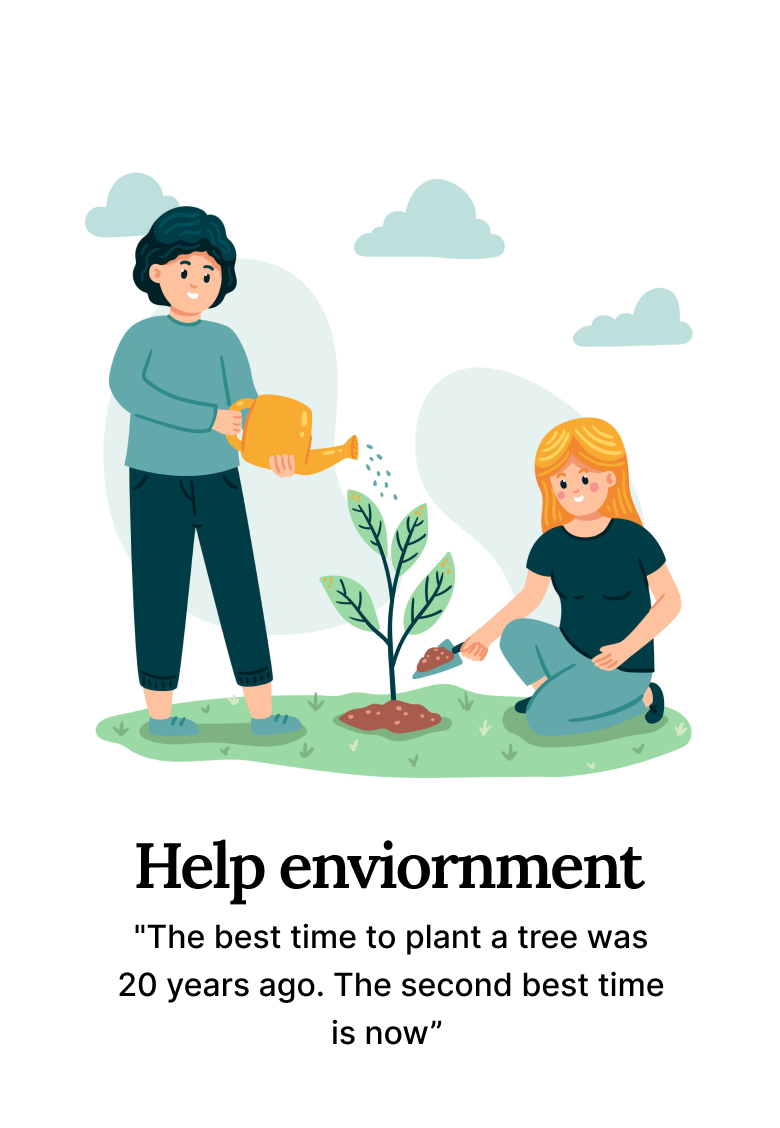 Help enviornment
"The best time to plant a tree was
20 years ago. The second best time
is now”